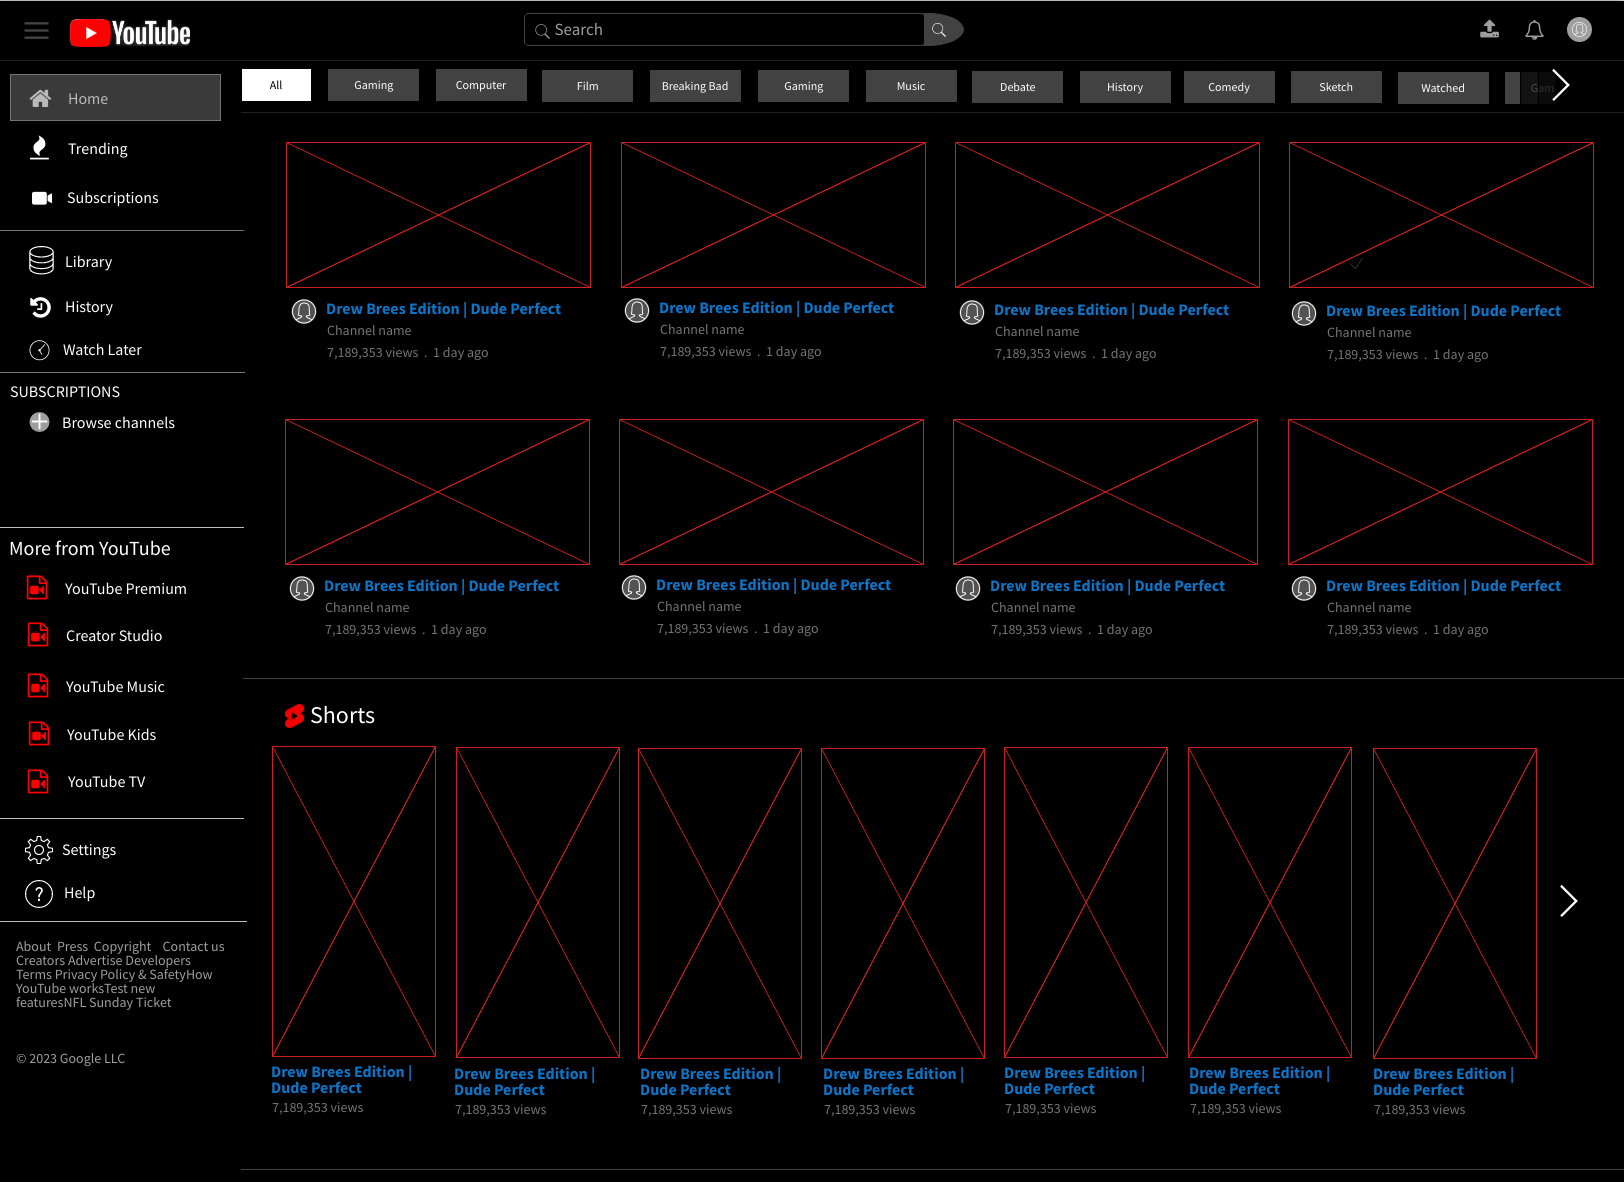 YouTube
Search
Home
Trending
Subscriptions
Library
History
Watch Later
SUBSCRIPTIONS
Browse channels
More from YouTube
YouTube Premium
Creator Studio
YouTube Music
YouTube Kids
YouTube TV
Settings
? Help
About Press Copyright Contact us
Creators Advertise Developers
Terms Privacy Policy & SafetyHow
YouTube worksTest new
featuresNFL Sunday Ticket
© 2023 Google LLC
All Gaming Computer Film Breaking Bad Gaming Music Debate History Comedy Sketch Watched Gam
Drew Brees Edition | Dude Perfect
Channel name
7,189,353 views . 1 day ago
Drew Brees Edition | Dude Perfect
Channel name
7,189,353 views . 1 day ago
Drew Brees Edition | Dude Perfect
Channel name
7,189,353 views . 1 day ago
Drew Brees Edition | Dude Perfect
Channel name
7,189,353 views . 1 day ago
Drew Brees Edition | Dude Perfect
Channel name
7,189,353 views . 1 day ago
Drew Brees Edition | Dude Perfect
Channel name
7,189,353 views . 1 day ago
Drew Brees Edition | Dude Perfect
Channel name
7,189,353 views . 1 day ago
Drew Brees Edition | Dude Perfect
Channel name
7,189,353 views . 1 day ago
Shorts
Drew Brees Edition |
Dude Perfect
7,189,353 views
Drew Brees Edition |
Dude Perfect
7,189,353 views
Drew Brees Edition |
Dude Perfect
7,189,353 views
Drew Brees Edition |
Dude Perfect
7,189,353 views
Drew Brees Edition |
Dude Perfect
7,189,353 views
Drew Brees Edition |
Dude Perfect
7,189,353 views
Drew Brees Edition |
Dude Perfect
7,189,353 views